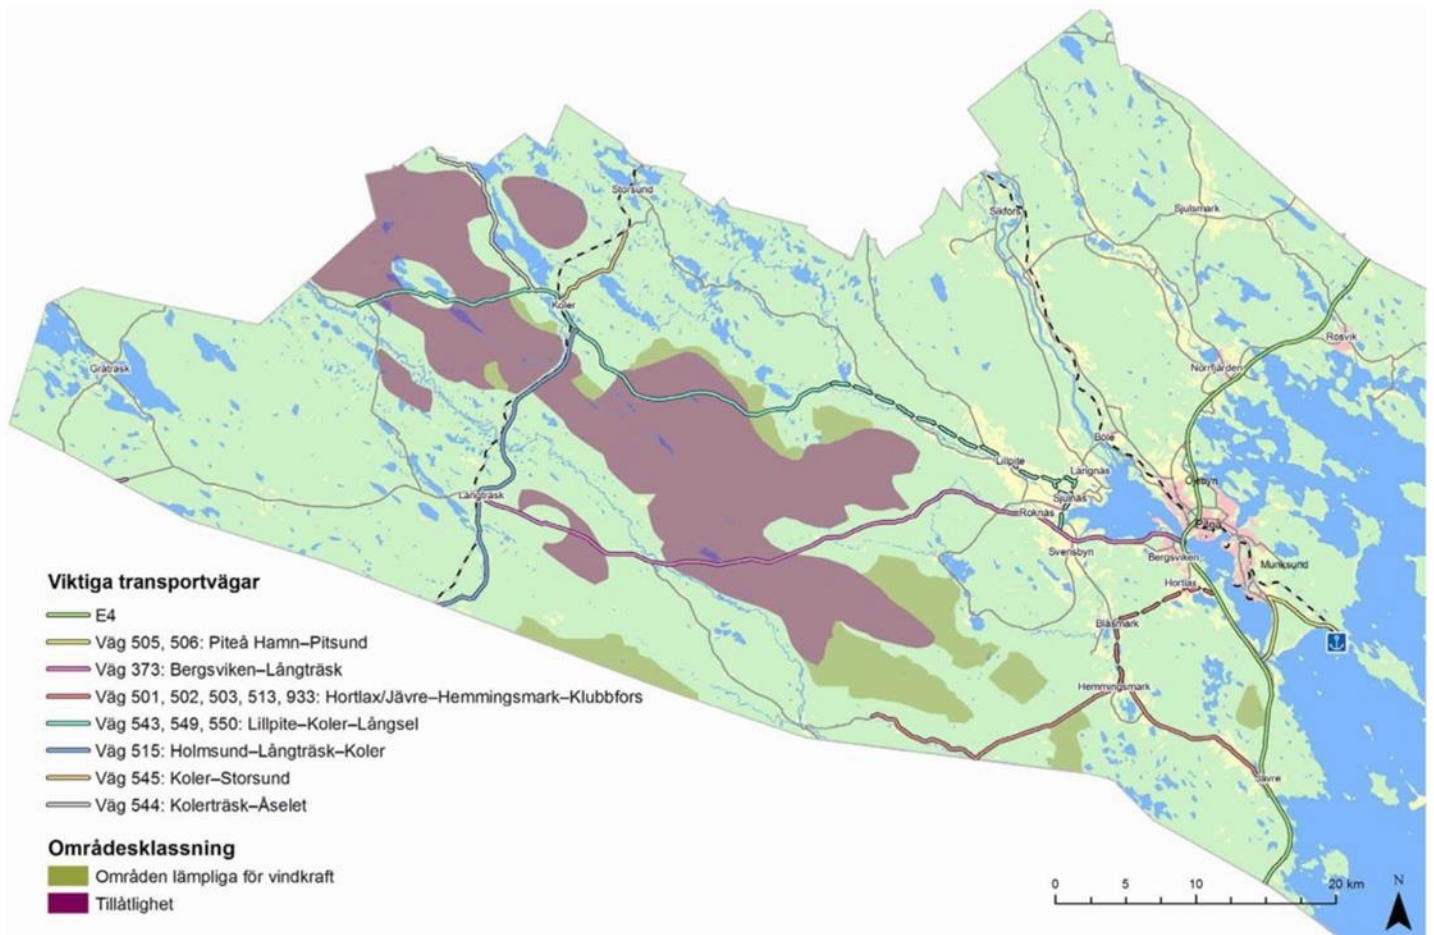 Storsund
Sikfors
Sjulsmark
Koler
Rosvik
Gråträsk
Norrfjärden
Böle
Lillpite
Långnäs
Öjebyn
Långträsk
Sjulnäs
Roknäs
Piteå
Svensbyn
Bergsviken
Munksund
Hortlax
Blåsmark
Hemmingsmark
Jävre
Viktiga transportvägar
E4
Väg 505, 506: Piteå Hamn–Pitsund
Väg 373: Bergsviken–Långträsk
Väg 501, 502, 503, 513, 933: Hortlax/Jävre–Hemmingsmark–Klubbfors
Väg 543, 549, 550: Lillpite–Koler–Långsel
Väg 515: Holmsund–Långträsk–Koler
Väg 545: Koler–Storsund
Väg 544: Kolerträsk–Åselet
Områdesklassning
Områden lämpliga för vindkraft
Tillåtlighet
0 5 10 20 km
N